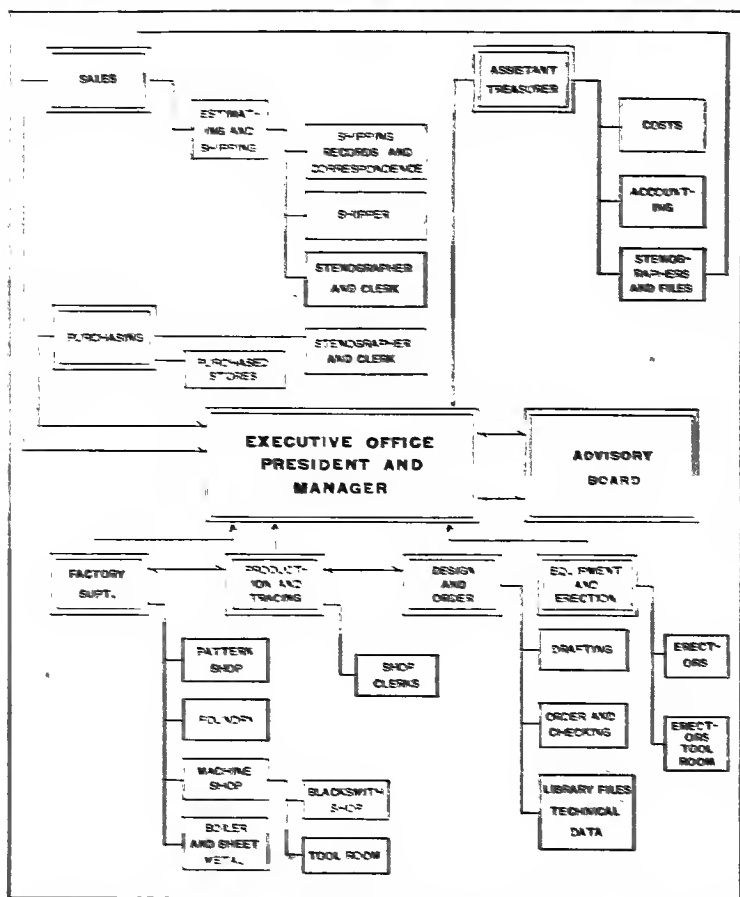 SALES
ESTIMAT-
ING AND
SHIPPING
SHIPPING
RECORDS AND
CORRESPONDENCE
SHIPPER
STENOGRAPHER
AND CLERK
ASSISTANT
TREASURER
COSTS
ACCOUNT-
ING
STENOG-
RAPHERS
AND FILES
PURCHASING
PURCHASED
STORES
STENOGRAPHER
AND CLERK
EXECUTIVE OFFICE
PRESIDENT AND
MANAGER
ADVISORY
BOARD
FACTORY
SUPT.
PRODUCT-
ION AND
TRACING
DESIGN
AND
ORDER
EQUIPMENT
AND
ERECTION
PATTERN
SHOP
FOUNDRY
MACHINE
SHOP
BOILER
AND SHEET
METAL
BLACKSMITH
SHOP
TOOL ROOM
SHOP
CLERKS
DRAFTING
ORDER AND
CHECKING
LIBRARY FILES
TECHNICAL
DATA
ERECT-
ORS
ERECT-
ORS
TOOL
ROOM